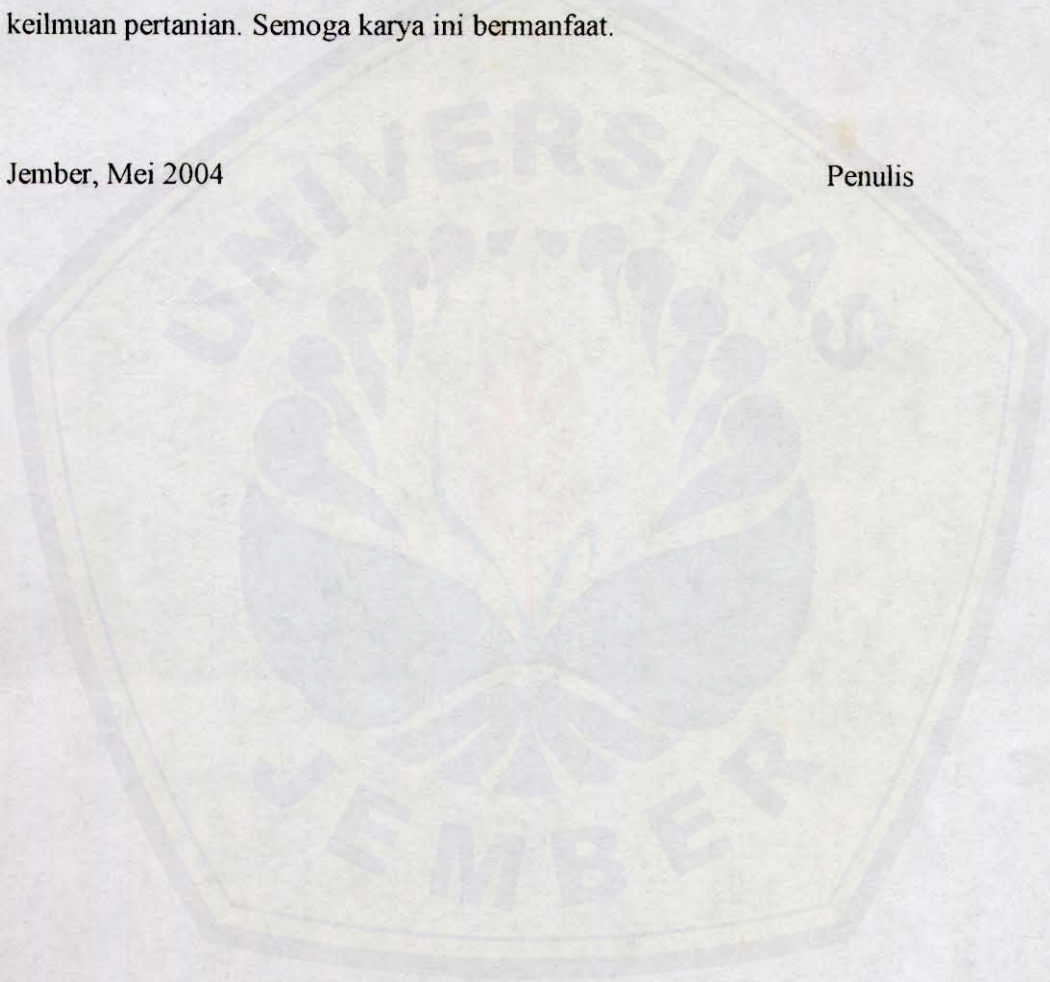 keilmuan pertanian. Semoga karya ini bermanfaat.
Jember, Mei 2004 Penulis
UNIVERSITAS
JEMBER